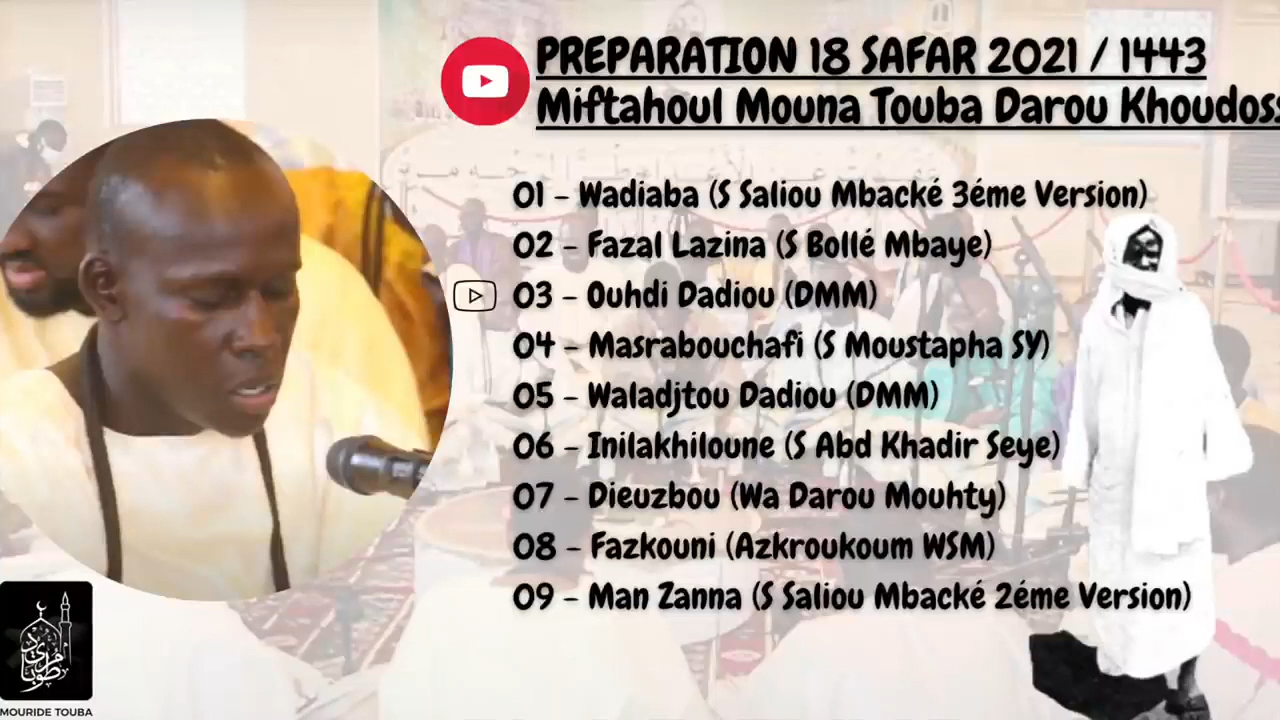 PREPARATION 18 SAFAR 2021 / 1443
Miftahoul Mouna Touba Darou Khoudoss
01 - Wadiaba (S Saliou Mbacké 3éme Version)
02 - Fazal Lazina (S Bollé Mbaye)
03 - Ouhdi Dadiou (DMM)
04 - Masrabouchafi (S Moustapha SY)
05 - Waladjtou Dadiou (DMM)
06 - Inilakhiloune (S Abd Khadir Seye)
07 - Dieuzbou (Wa Darou Mouhty)
08 - Fazkouni (Azkroukoum WSM)
09 - Man Zanna (S Saliou Mbacké 2éme Version)
MOURIDE TOUBA